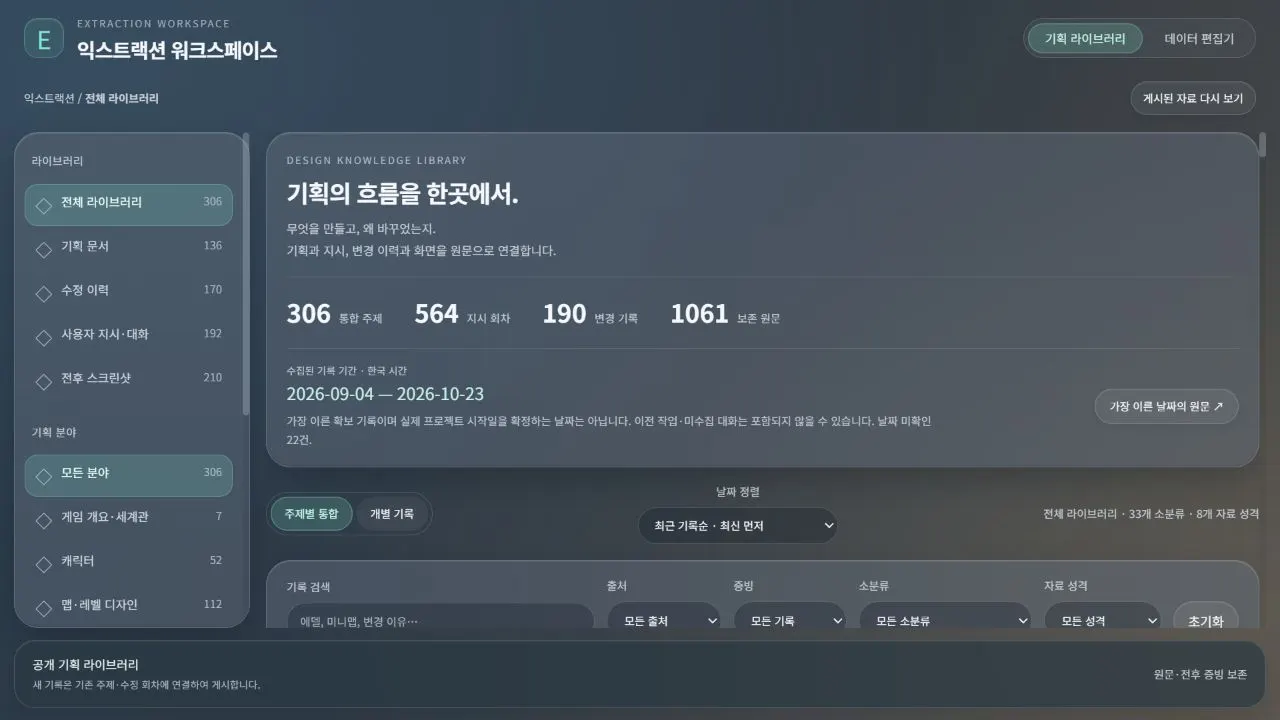 E
EXTRACTION WORKSPACE
익스트랙션 워크스페이스
기획 라이브러리
데이터 편집기
익스트랙션 / 전체 라이브러리
게시된 자료 다시 보기
라이브러리
전체 라이브러리 306
기획 문서 136
수정 이력 170
사용자 지시·대화 192
전후 스크린샷 210
기획 분야
모든 분야 306
게임 개요·세계관 7
캐릭터 52
맵·레벨 디자인 112
DESIGN KNOWLEDGE LIBRARY
기획의 흐름을 한곳에서.
무엇을 만들고, 왜 바꾸었는지.
기획과 지시, 변경 이력과 화면을 원문으로 연결합니다.
306 통합 주제 564 지시 회차 190 변경 기록 1061 보존 원문
수집된 기록 기간 · 한국 시간
2026-09-04 — 2026-10-23
가장 이른 확보 기록이며 실제 프로젝트 시작일을 확정하는 날짜는 아닙니다. 이전 작업·미수집 대화는 포함되지 않을 수 있습니다. 날짜 미확인
22건.
가장 이른 날짜의 원문 ↗
주제별 통합 개별 기록
날짜 정렬
최근 기록순 · 최신 먼저
전체 라이브러리 · 33개 소분류 · 8개 자료 성격
기록 검색 출처 증빙 소분류 자료 성격
에델, 미니맵, 변경 이유… 모든 출처 모든 기록 모든 소분류 모든 성격 초기화
공개 기획 라이브러리
새 기록은 기존 주제·수정 회차에 연결하여 게시합니다.
원문·전후 증빙 보존